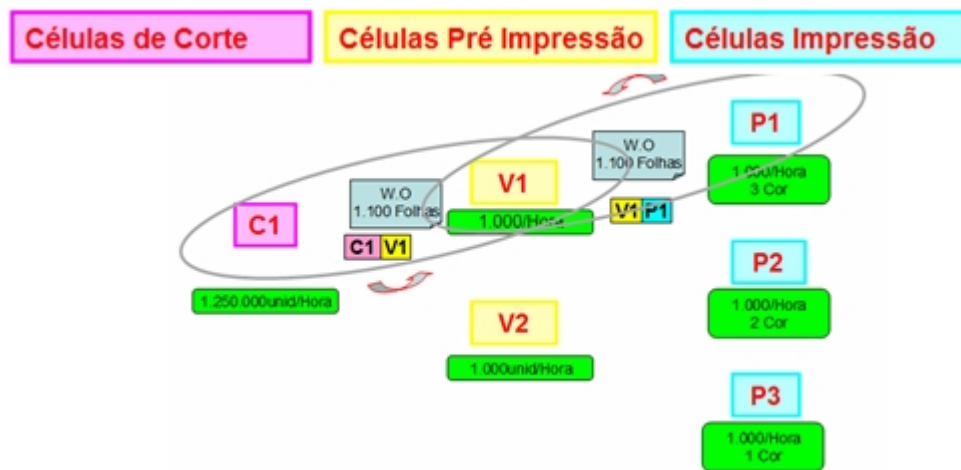 Células de Corte
Células Pré Impressão
Células Impressão
P1
1.000/Hora
3 Cor
W.O
1.100 Folhas
V1 P1
V1
1.000/Hora
W.O
1.100 Folhas
C1 V1
C1
1.250.000unid/Hora
P2
1.000/Hora
2 Cor
V2
1.000unid/Hora
P3
1.000/Hora
1 Cor